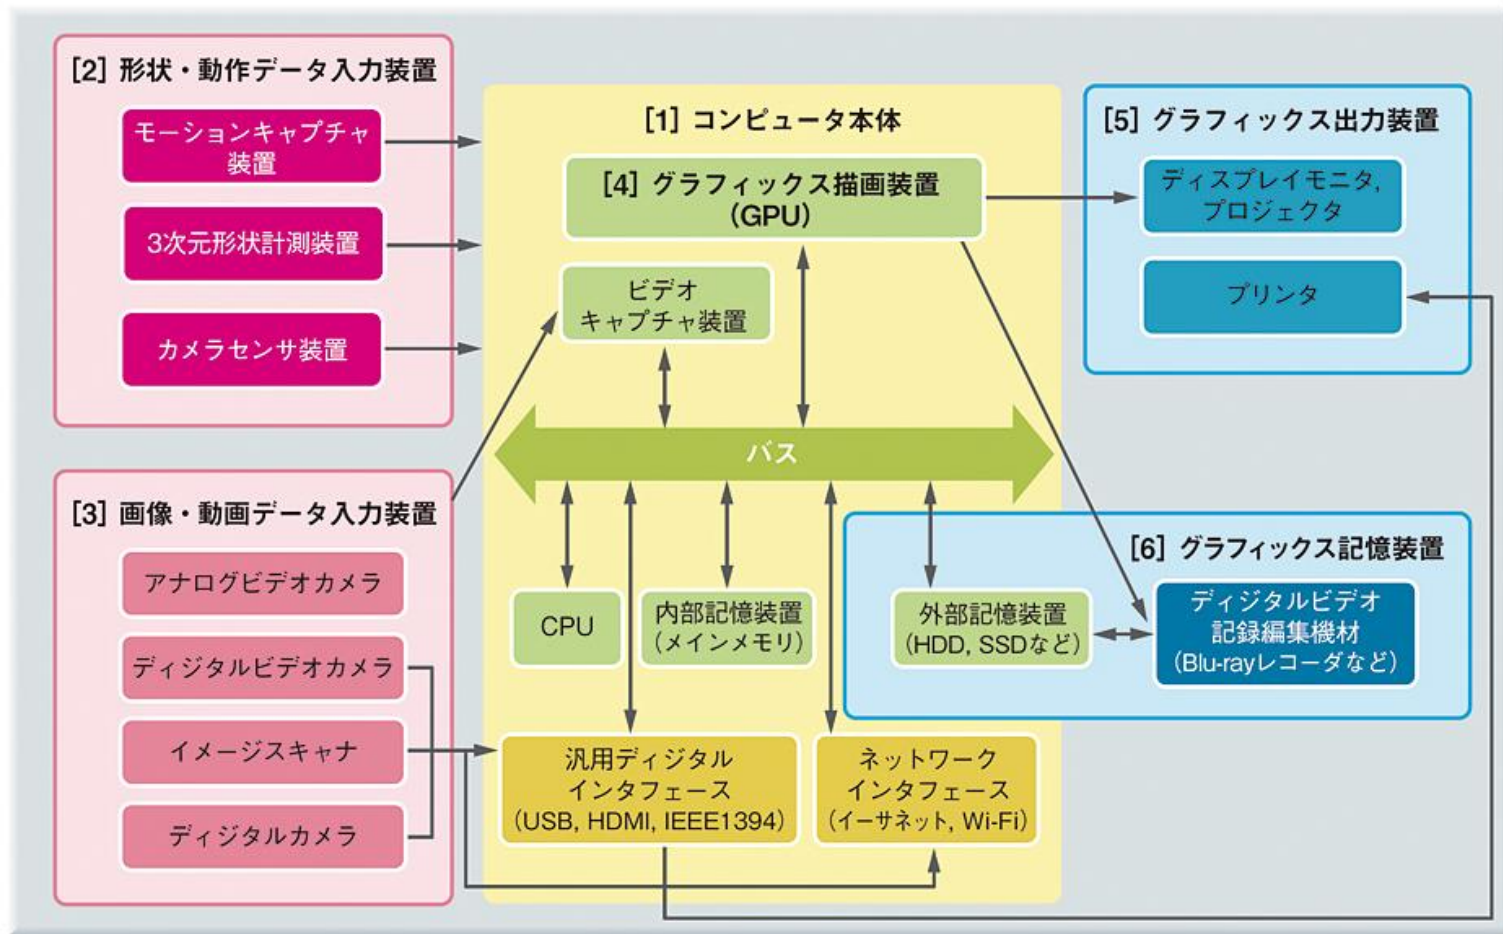 [2] 形状・動作データ入力装置
モーションキャプチャ
装置
3次元形状計測装置
カメラセンサ装置
[3] 画像・動画データ入力装置
アナログビデオカメラ
ディジタルビデオカメラ
イメージスキャナ
ディジタルカメラ
[1] コンピュータ本体
[4] グラフィックス描画装置
(GPU)
ビデオ
キャプチャ装置
バス
CPU
内部記憶装置
(メインメモリ)
汎用ディジタル
インタフェース
(USB, HDMI, IEEE1394)
ネットワーク
インタフェース
(イーサネット, Wi-Fi)
[5] グラフィックス出力装置
ディスプレイモニタ,
プロジェクタ
プリンタ
[6] グラフィックス記憶装置
外部記憶装置
(HDD, SSDなど)
ディジタルビデオ
記録編集機材
(Blu-rayレコーダなど)